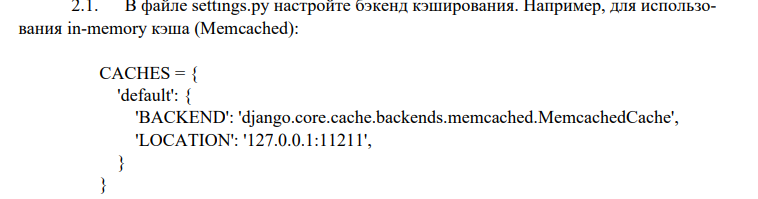 2.1. В файле settings.py настройте бэкенд кэширования. Например, для использо-
вания in-memory кэша (Memcached):
CACHES = {
'default': {
'BACKEND': 'django.core.cache.backends.memcached.MemcachedCache',
'LOCATION': '127.0.0.1:11211',
}
}